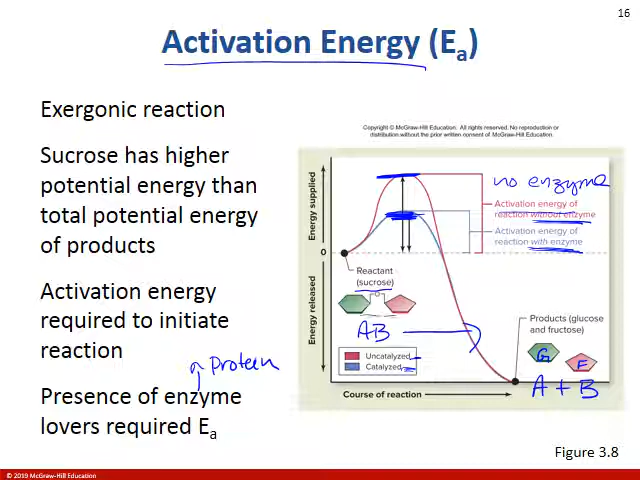 16
Activation Energy (Ea)
Exergonic reaction
Sucrose has higher
potential energy than
total potential energy
of products
Activation energy
required to initiate
reaction
Protein
Presence of enzyme
lovers required Ea
Copyright © McGraw-Hill Education. All rights reserved. No reproduction or
distribution without the prior written consent of McGraw-Hill Education.
Energy supplied
0
Energy released
no enzyme
Activation energy of
reaction without enzyme
Activation energy of
reaction with enzyme
Reactant
(sucrose)
AB
Products (glucose
and fructose)
G
F
A + B
Uncatalyzed
Catalyzed
Course of reaction
Figure 3.8
© 2019 McGraw-Hill Education